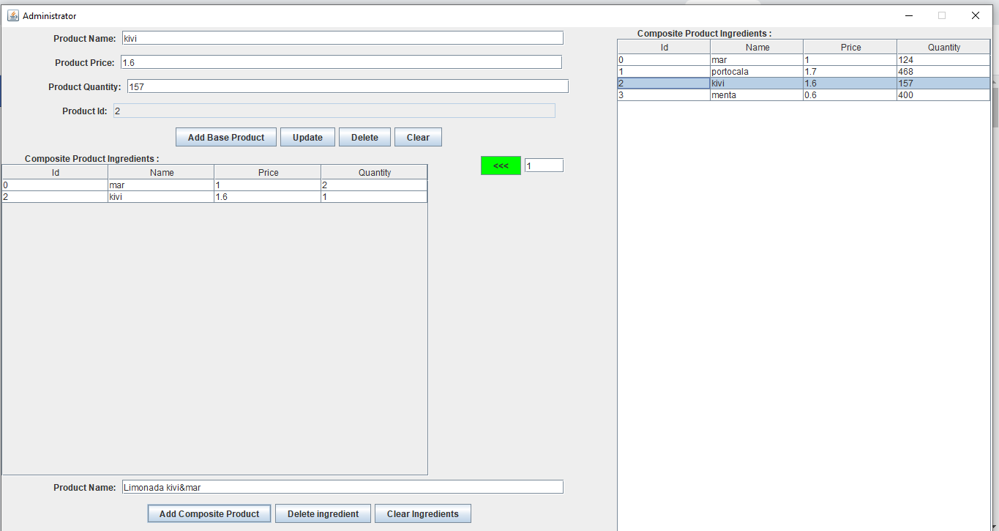 Administrator
Product Name: kivi
Product Price: 1.6
Product Quantity: 157
Product Id: 2
Add Base Product Update Delete Clear
Composite Product Ingredients :
<<< 1
Id Name Price Quantity
0 mar 1 2
2 kivi 1.6 1
Product Name: Limonada kivi&mar
Add Composite Product Delete ingredient Clear Ingredients
Composite Product Ingredients :
Id Name Price Quantity
0 mar 1 124
1 portocala 1.7 468
2 kivi 1.6 157
3 menta 0.6 400